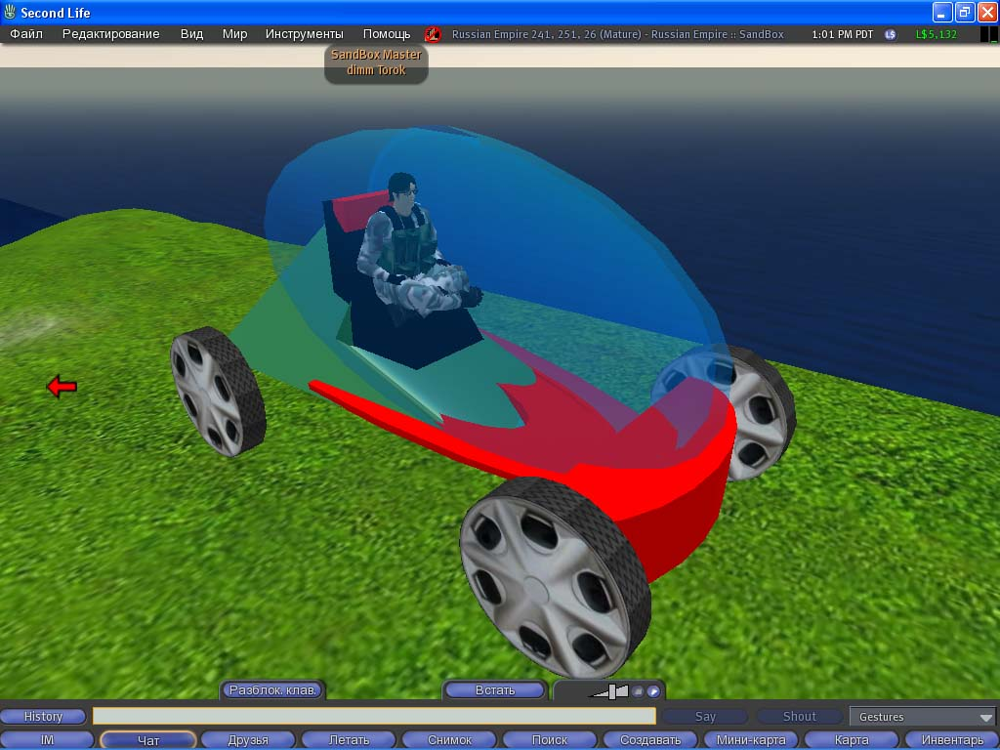 Second Life
Файл Редактирование Вид Мир Инструменты Помощь Russian Empire 241, 251, 26 (Mature) - Russian Empire :: SandBox 1:01 PM PDT L$ L$5,132
SandBox Master
dimm Torok
Разблок. клав. Встать
History Say Shout Gestures
IM Чат Друзья Летать Снимок Поиск Создавать Мини-карта Карта Инвентарь